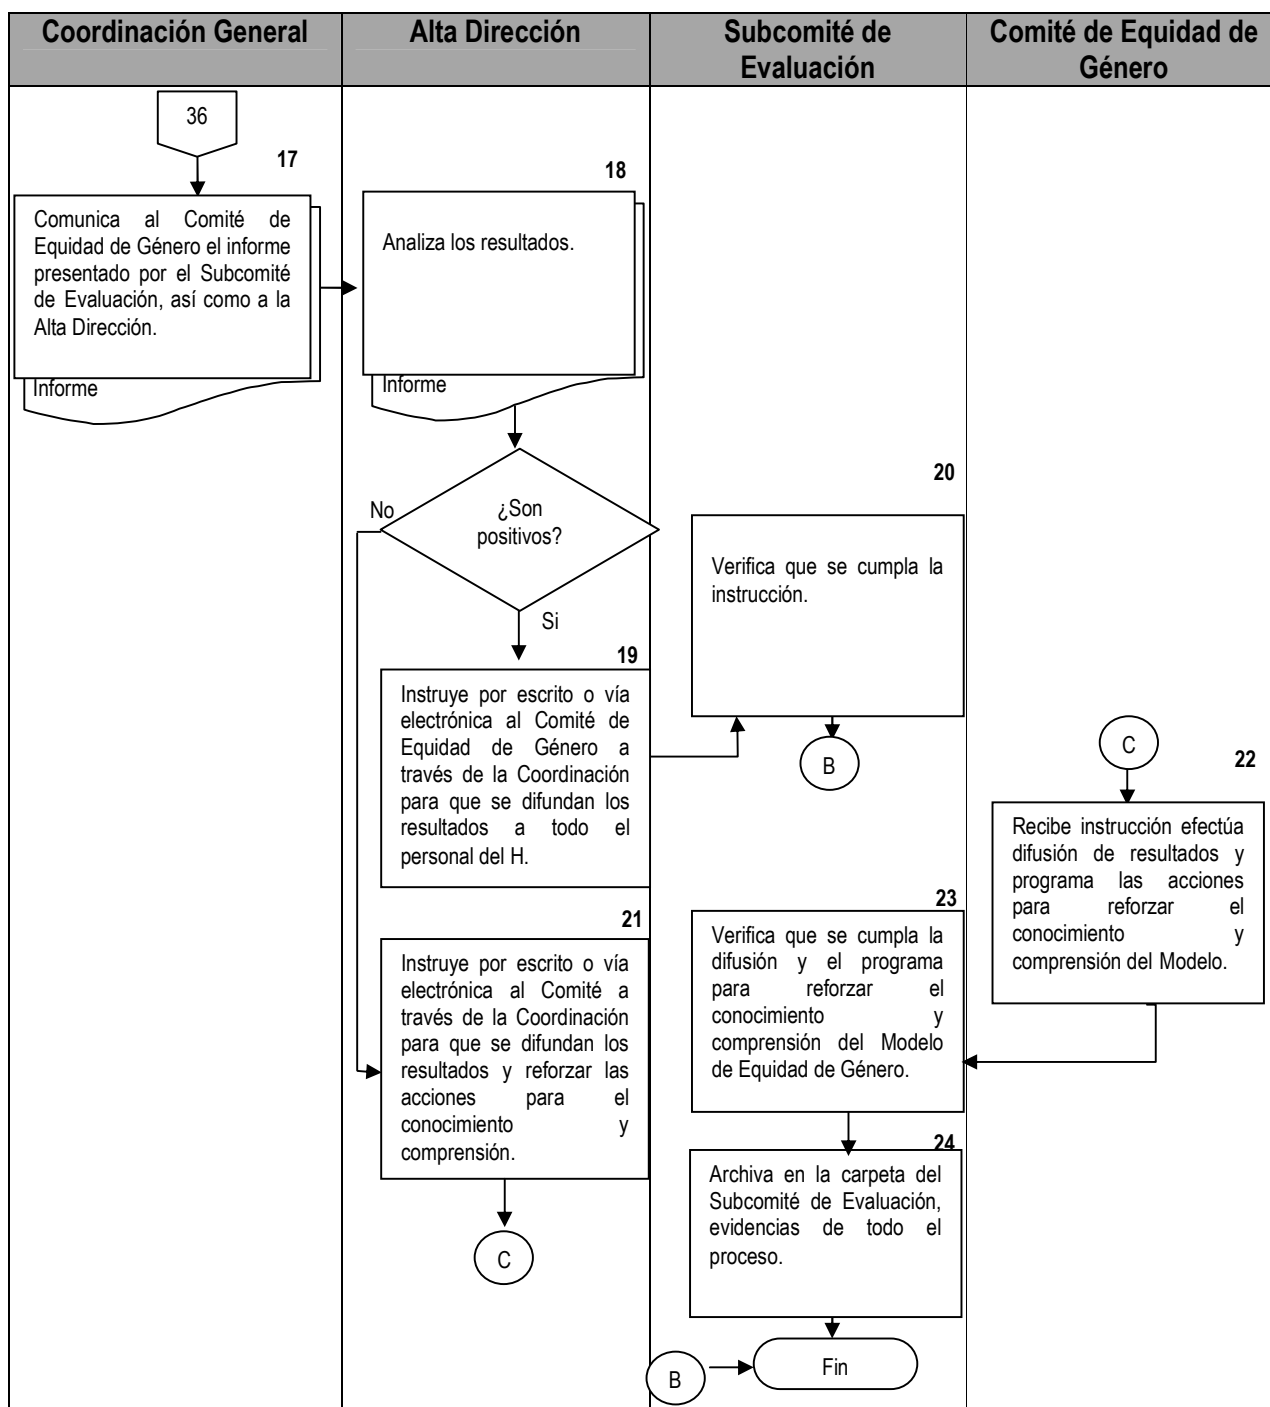 Coordinación General
Alta Dirección
Subcomité de
Evaluación
Comité de Equidad de
Género
36
17
Comunica al Comité de
Equidad de Género el informe
presentado por el Subcomité
de Evaluación, así como a la
Alta Dirección.
Informe
18
Analiza los resultados.
Informe
¿Son
positivos?
No
Si
19
Instruye por escrito o vía
electrónica al Comité de
Equidad de Género a
través de la Coordinación
para que se difundan los
resultados a todo el
personal del H.
20
Verifica que se cumpla la
instrucción.
B
21
Instruye por escrito o vía
electrónica al Comité a
través de la Coordinación
para que se difundan los
resultados y reforzar las
acciones para el
conocimiento y
comprensión.
C
C
22
Recibe instrucción efectúa
difusión de resultados y
programa las acciones
para reforzar el
conocimiento y
comprensión del Modelo.
23
Verifica que se cumpla la
difusión y el programa
para reforzar el
conocimiento y
comprensión del Modelo
de Equidad de Género.
24
Archiva en la carpeta del
Subcomité de Evaluación,
evidencias de todo el
proceso.
B
Fin